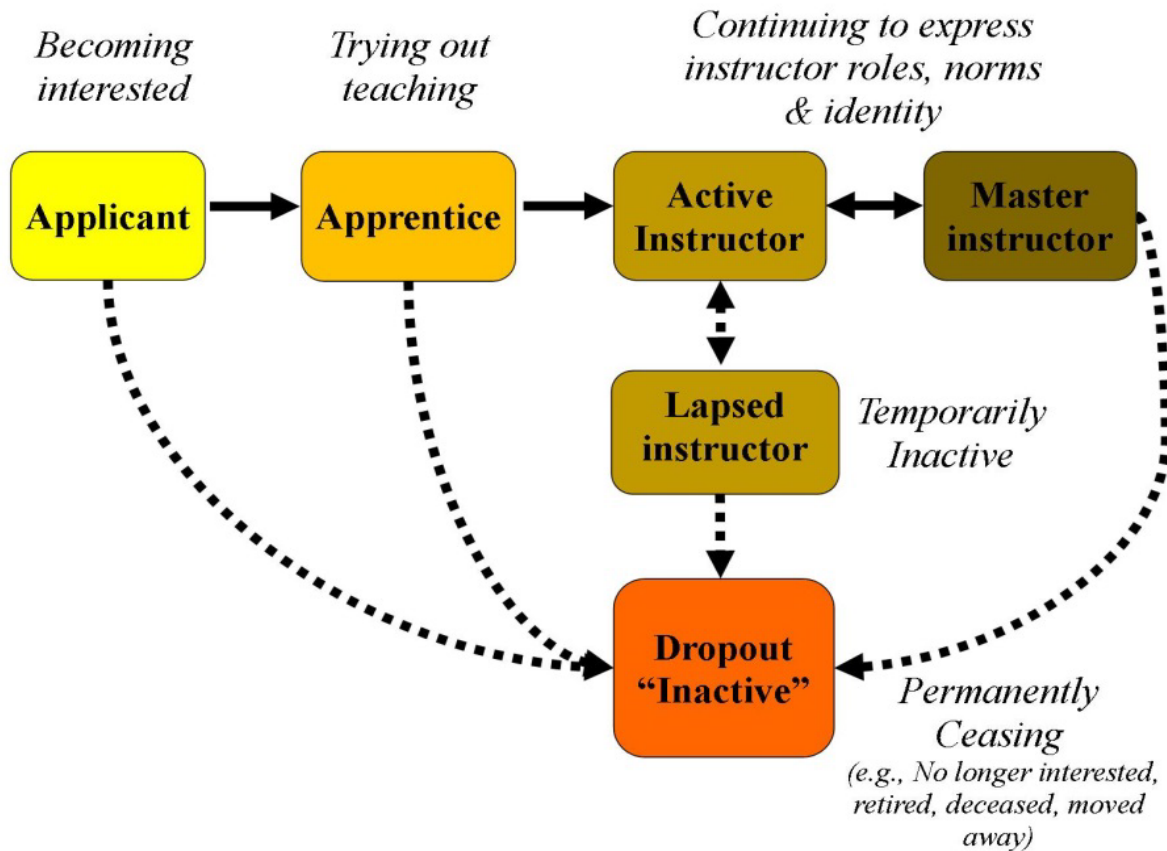 Becoming
interested
Trying out
teaching
Continuing to express
instructor roles, norms
& identity
Applicant
Apprentice
Active
Instructor
Master
instructor
Lapsed
instructor
Temporarily
Inactive
Dropout
“Inactive”
Permanently
Ceasing
(e.g., No longer interested,
retired, deceased, moved
away)